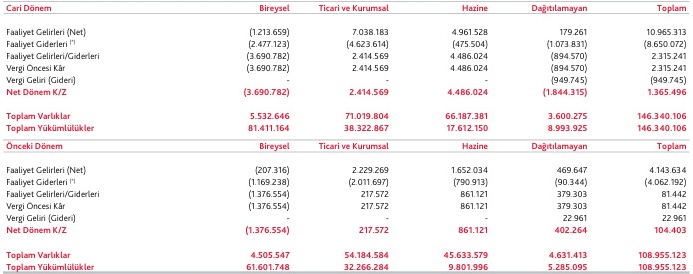 Cari Dönem Bireysel Ticari ve Kurumsal Hazine Dağıtılamayan Toplam
Faaliyet Gelirleri (Net) (1.213.659) 7.038.183 4.961.528 179.261 10.965.313
Faaliyet Giderleri (*) (2.477.123) (4.623.614) (475.504) (1.073.831) (8.650.072)
Faaliyet Gelirleri/Giderleri (3.690.782) 2.414.569 4.486.024 (894.570) 2.315.241
Vergi Öncesi Kâr (3.690.782) 2.414.569 4.486.024 (894.570) 2.315.241
Vergi Geliri (Gideri) - - - (949.745) (949.745)
Net Dönem K/Z (3.690.782) 2.414.569 4.486.024 (1.844.315) 1.365.496
Toplam Varlıklar 5.532.646 71.019.804 66.187.381 3.600.275 146.340.106
Toplam Yükümlülükler 81.411.164 38.322.867 17.612.150 8.993.925 146.340.106
Önceki Dönem Bireysel Ticari ve Kurumsal Hazine Dağıtılamayan Toplam
Faaliyet Gelirleri (Net) (207.316) 2.229.269 1.652.034 469.647 4.143.634
Faaliyet Giderleri (*) (1.169.238) (2.011.697) (790.913) (90.344) (4.062.192)
Faaliyet Gelirleri/Giderleri (1.376.554) 217.572 861.121 379.303 81.442
Vergi Öncesi Kâr (1.376.554) 217.572 861.121 379.303 81.442
Vergi Geliri (Gideri) - - - 22.961 22.961
Net Dönem K/Z (1.376.554) 217.572 861.121 402.264 104.403
Toplam Varlıklar 4.505.547 54.184.584 45.633.579 4.631.413 108.955.123
Toplam Yükümlülükler 61.601.748 32.266.284 9.801.996 5.285.095 108.955.123